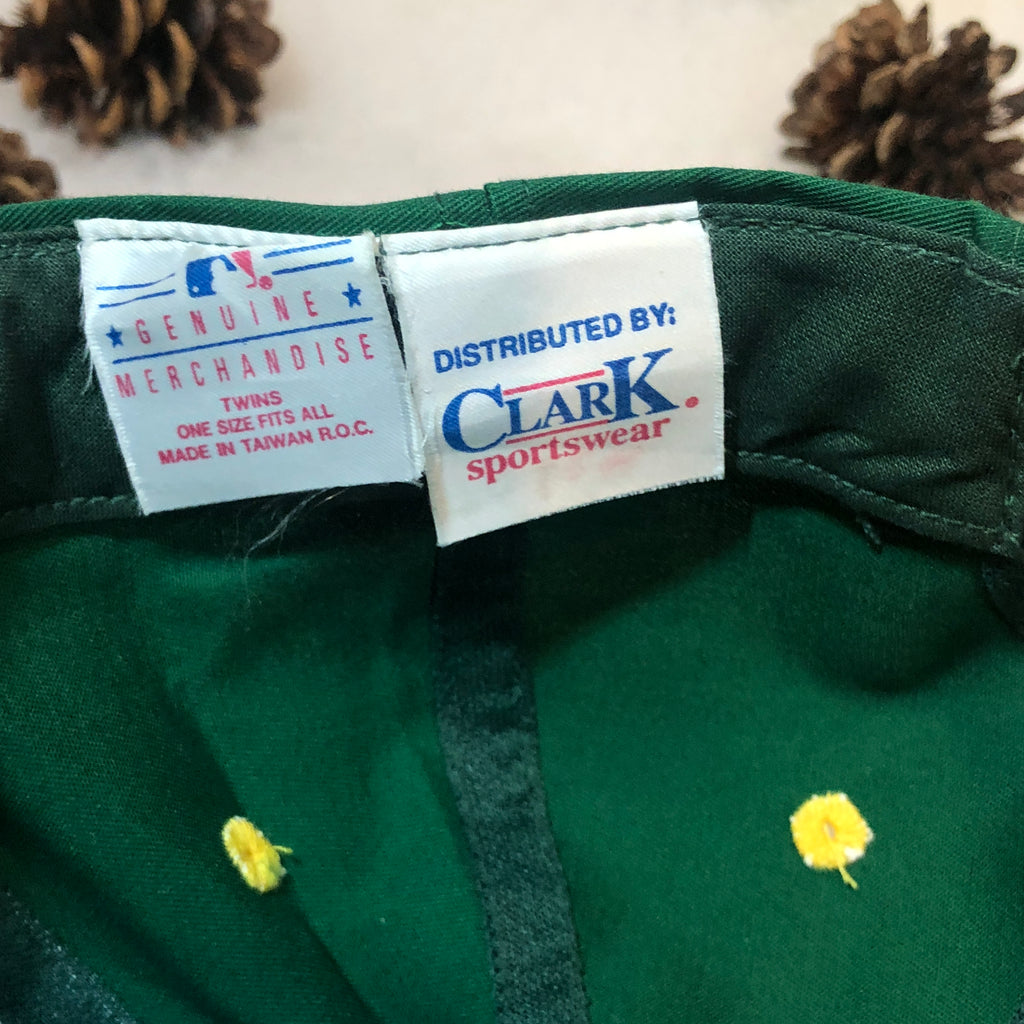 GENUINE
MERCHANDISE
TWINS
ONE SIZE FITS ALL
MADE IN TAIWAN R.O.C.
DISTRIBUTED BY:
CLARK.
sportswear